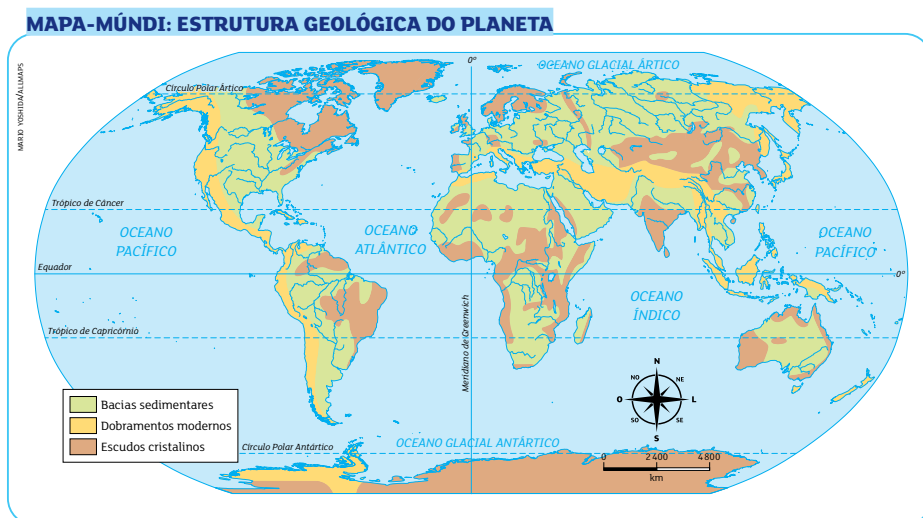 MAPA-MÚNDI: ESTRUTURA GEOLÓGICA DO PLANETA
MARIO YOSHIDA/ALLMAPS
0°
OCEANO GLACIAL ÁRTICO
Círculo Polar Ártico
Trópico de Câncer
OCEANO
PACÍFICO
OCEANO
ATLÂNTICO
OCEANO
PACÍFICO
Equador
0°
OCEANO
ÍNDICO
Trópico de Capricórnio
Meridiano de Greenwich
N
NO
NE
O
L
SO
SE
S
Bacias sedimentares
Dobramentos modernos
Escudos cristalinos
OCEANO GLACIAL ANTÁRTICO
Círculo Polar Antártico
0 2 400 4 800
km